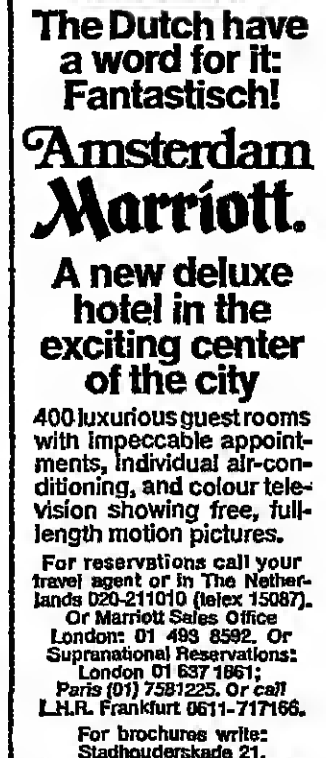 The Dutch have
a word for it:
Fantastisch!
Amsterdam
Marriott.
A new deluxe
hotel in the
exciting center
of the city
400 luxurious guest rooms
with impeccable appoint-
ments, individual air-con-
ditioning, and colour tele-
vision showing free, full-
length motion pictures.
For reservations call your
travel agent or in The Nether-
lands 020-211010 (telex 15087).
Or Marriott Sales Office
London: 01 493 8592. Or
Supranational Reservations:
London 01 637 1661;
Paris (01) 7581225. Or call
L.H.R. Frankfurt 0611-717166.
For brochures write:
Stadhouderskade 21.